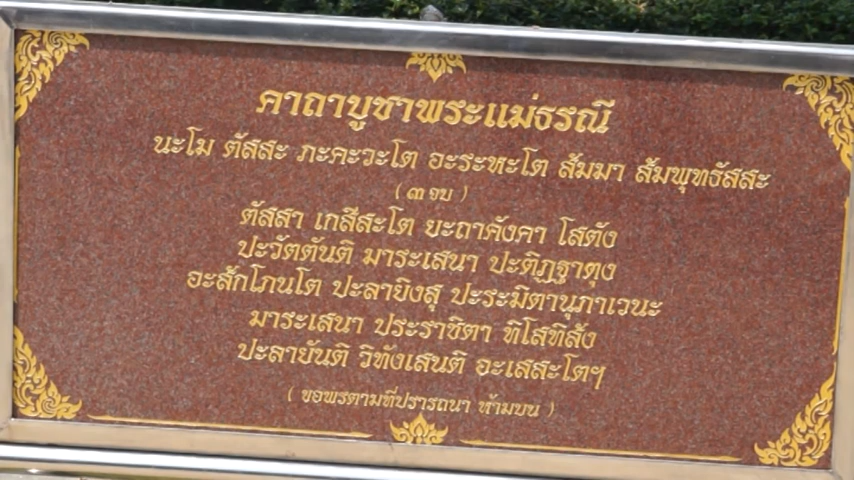 คาถาบูชาพระแม่ธรณี
นะโม ตัสสะ ภะคะวะโต อะระหะโต สัมมา สัมพุทธัสสะ
( ๓ จบ )
ตัสสา เกสีสะโต ยะถาคังคา โสตัง
ปะวัตตันติ มาระเสนา ปะติฏฐาตุง
อะสักโภนโต ปะลายิงสุ ปะระมิตานุภาเวนะ
มาระเสนา ประราชิตา ทิโสทิสัง
ปะลายันติ วิทังเสนติ อะเสสะโตฯ
( ขอพรตามที่ปรารถนา ห้ามบน )